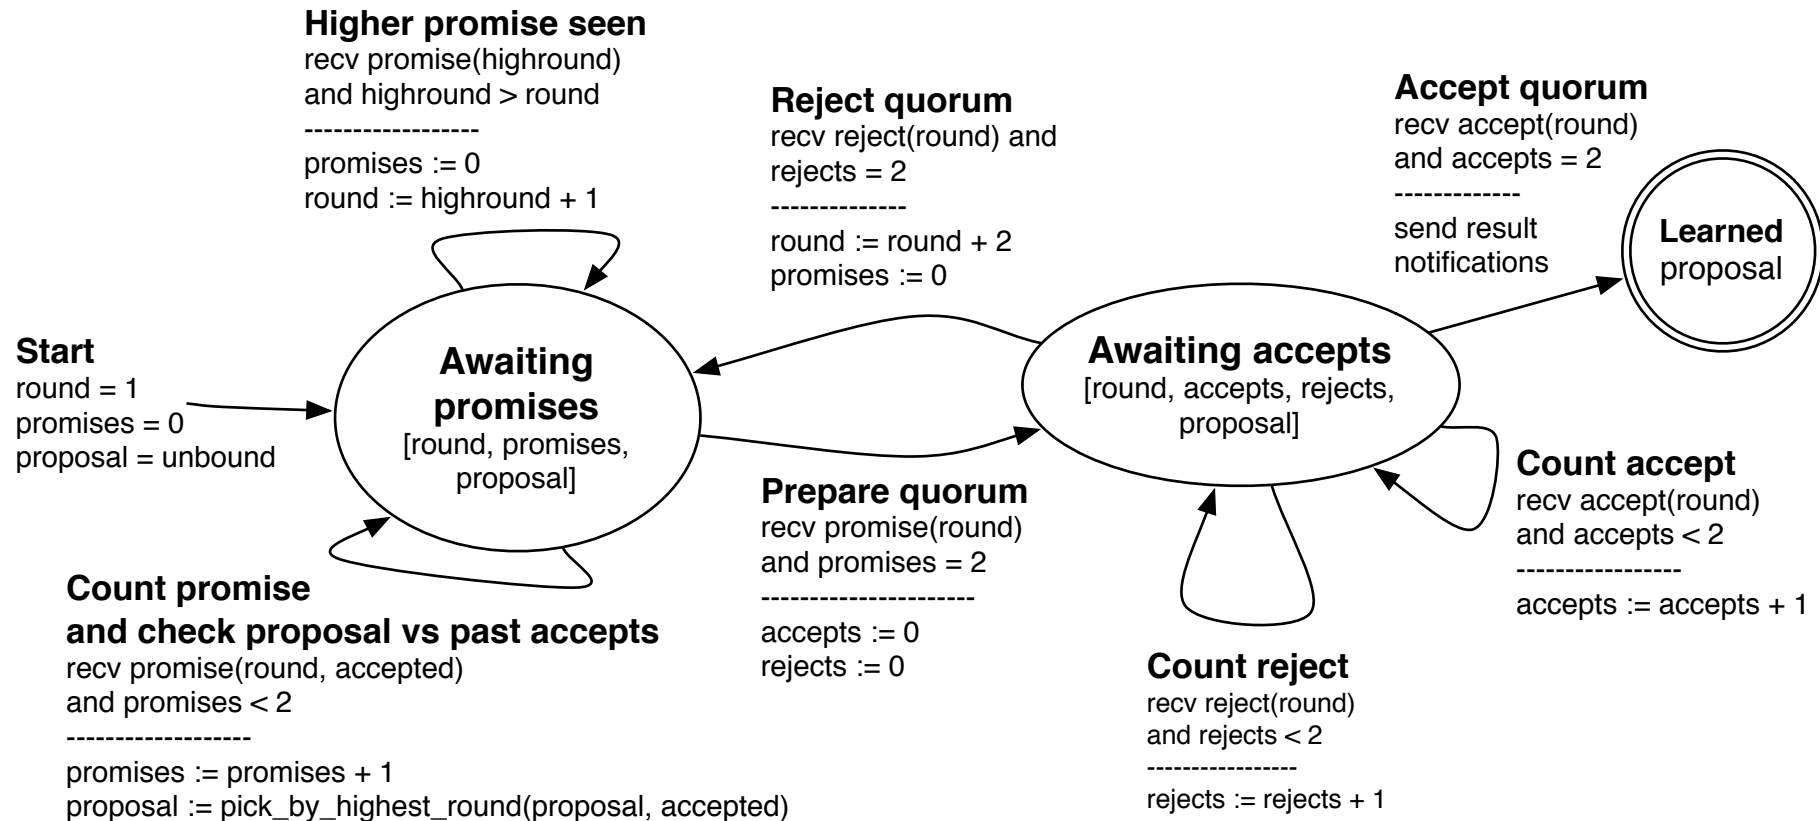 Higher promise seen
recv promise(highround)
and highround > round
------------------
promises := 0
round := highround + 1
Reject quorum
recv reject(round) and
rejects = 2
--------------
round := round + 2
promises := 0
Accept quorum
recv accept(round)
and accepts = 2
-------------
send result
notifications
Learned
proposal
Start
round = 1
promises = 0
proposal = unbound
Awaiting
promises
[round, promises,
proposal]
Awaiting accepts
[round, accepts, rejects,
proposal]
Prepare quorum
recv promise(round)
and promises = 2
----------------------
accepts := 0
rejects := 0
Count accept
recv accept(round)
and accepts < 2
-----------------
accepts := accepts + 1
Count promise
and check proposal vs past accepts
recv promise(round, accepted)
and promises < 2
-------------------
promises := promises + 1
proposal := pick_by_highest_round(proposal, accepted)
Count reject
recv reject(round)
and rejects < 2
-----------------
rejects := rejects + 1